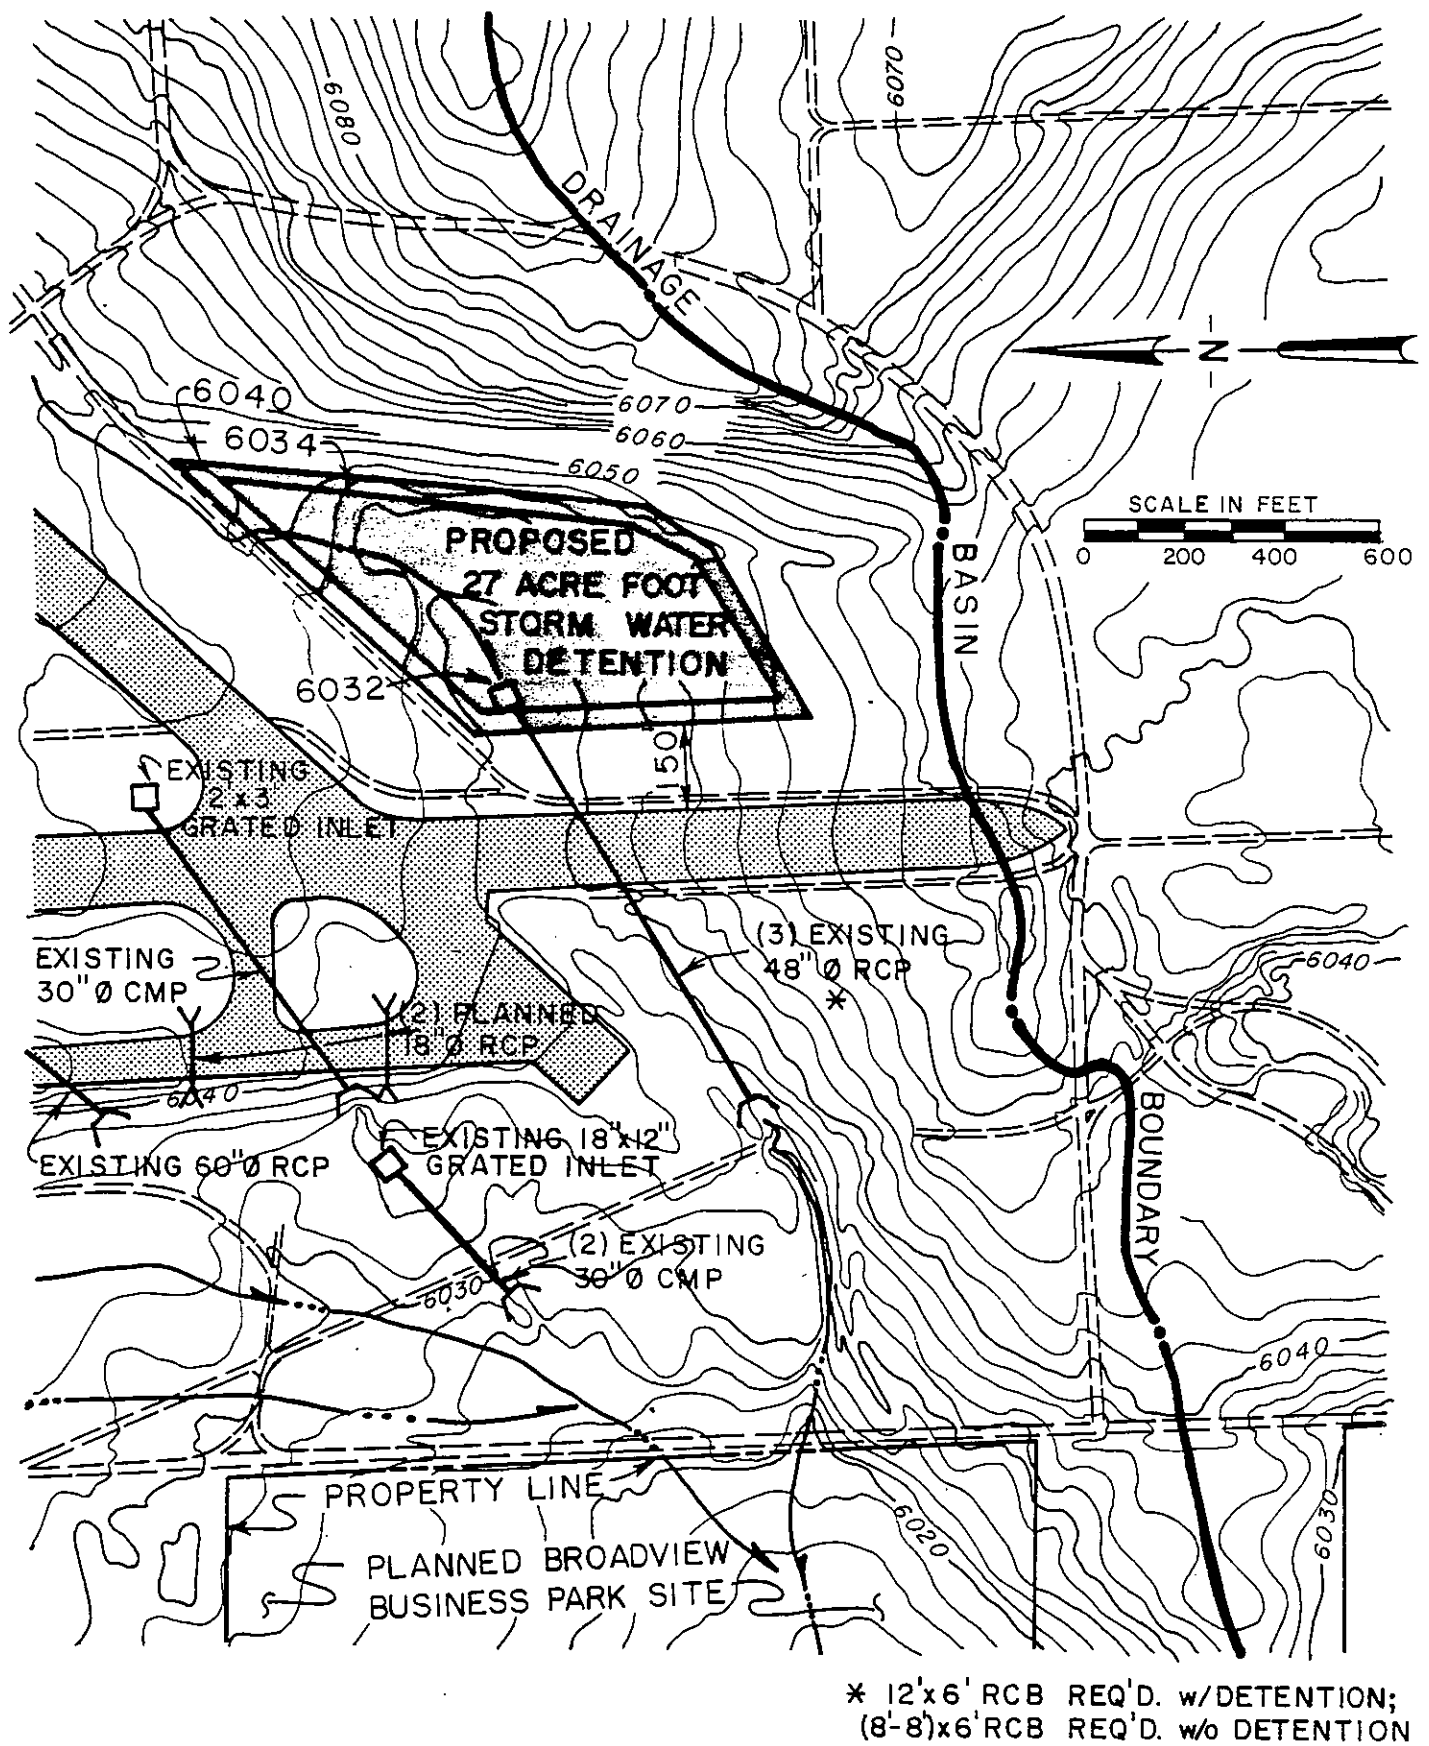 6070
6080
DRAINAGE
N
6040
6070
6034
6060
6050
SCALE IN FEET
0 200 400 600
PROPOSED
27 ACRE FOOT
STORM WATER
DETENTION
BASIN
6032
150'
EXISTING
2'x3'
GRATED INLET
(3) EXISTING
48"Ø RCP
*
EXISTING
30"Ø CMP
6040
(2) PLANNED
18"Ø RCP
6040
EXISTING 18"x12"
GRATED INLET
EXISTING 60"Ø RCP
BOUNDARY
(2) EXISTING
30"Ø CMP
6030
6040
PROPERTY LINE
6020
6030
PLANNED BROADVIEW
BUSINESS PARK SITE
* 12'x6' RCB REQ'D. w/DETENTION;
(8'-8')x6'RCB REQ'D. w/o DETENTION